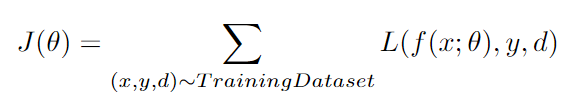 J(θ) = ∑ L(f(x; θ), y, d)
(x,y,d)∼TrainingDataset